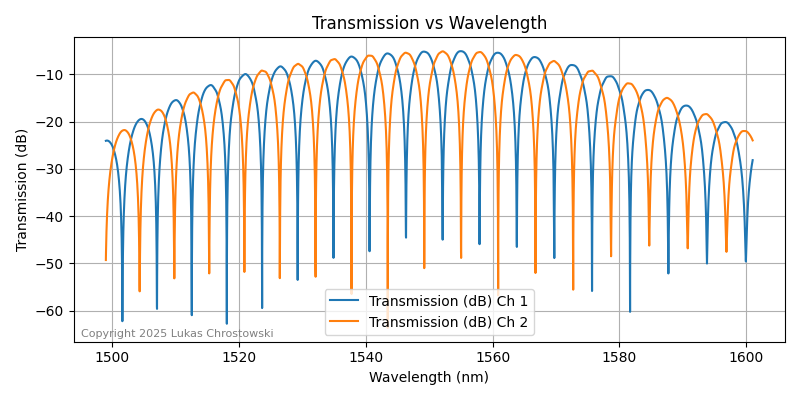 Transmission vs Wavelength
Transmission (dB)
−10
−20
−30
−40
−50
−60
Transmission (dB) Ch 1
Transmission (dB) Ch 2
Copyright 2025 Lukas Chrostowski
1500
1520
1540
1560
1580
1600
Wavelength (nm)